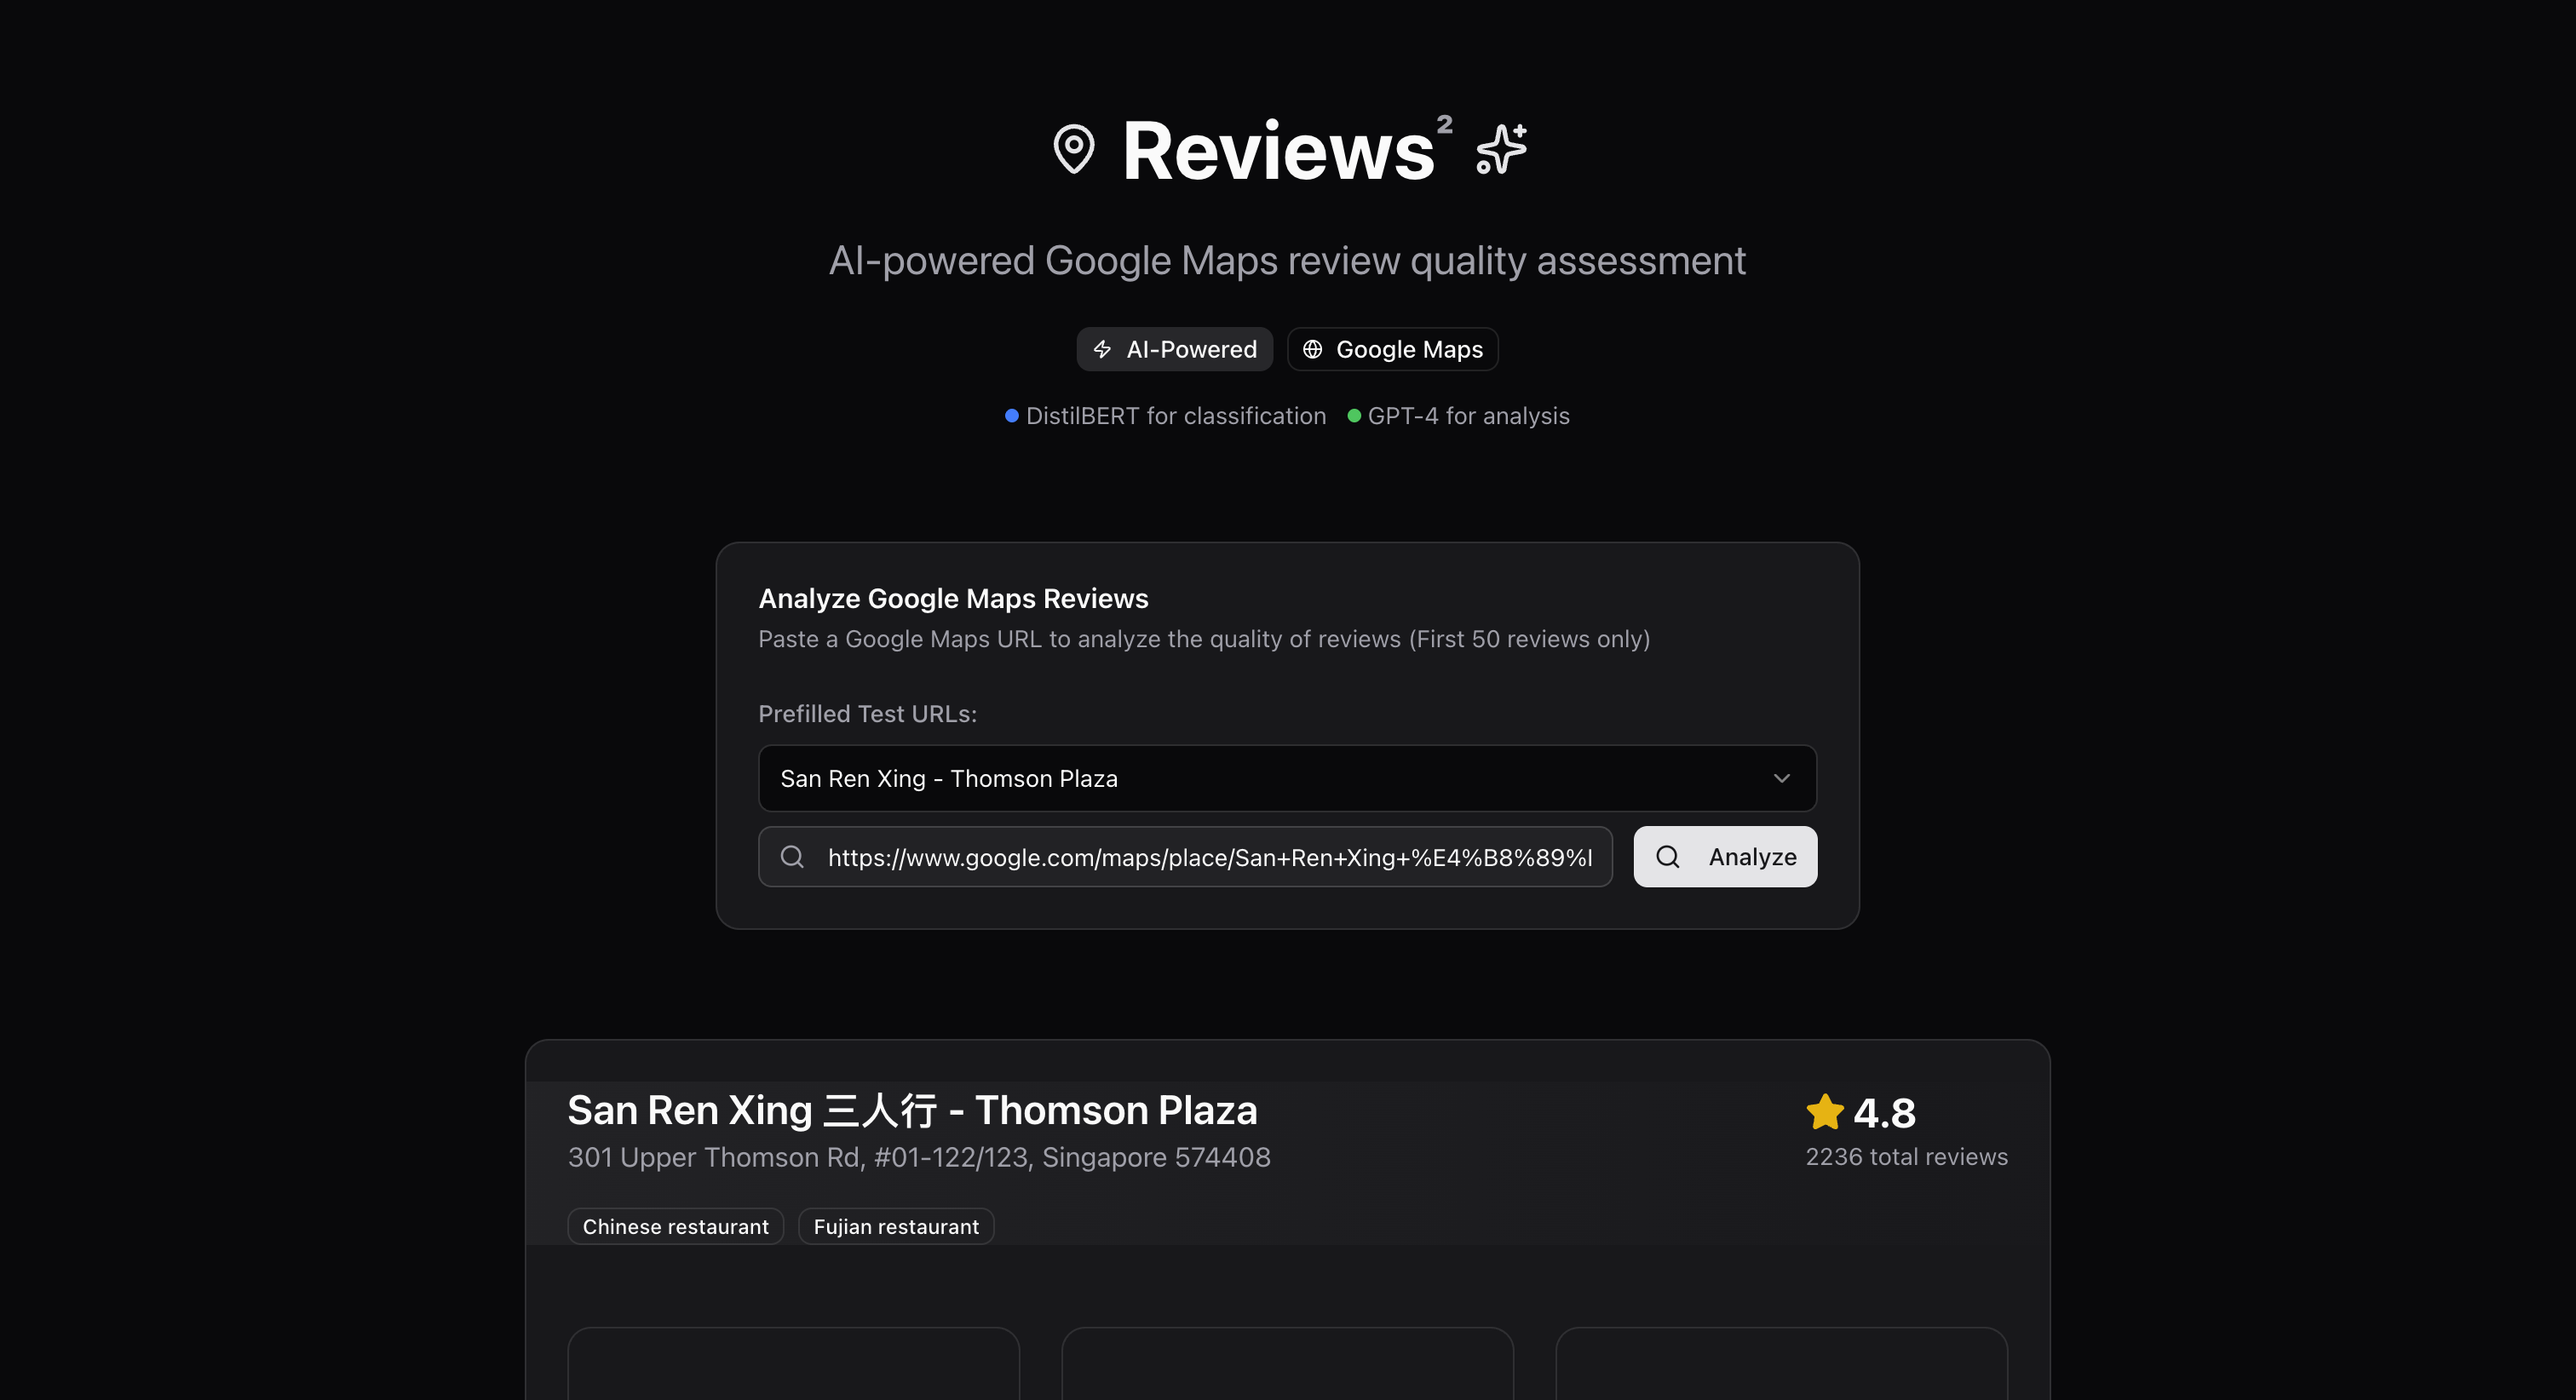 Reviews²
AI-powered Google Maps review quality assessment
AI-Powered Google Maps
DistilBERT for classification GPT-4 for analysis
Analyze Google Maps Reviews
Paste a Google Maps URL to analyze the quality of reviews (First 50 reviews only)
Prefilled Test URLs:
San Ren Xing - Thomson Plaza
https://www.google.com/maps/place/San+Ren+Xing+%E4%B8%89%I Analyze
San Ren Xing 三人行 - Thomson Plaza 4.8
301 Upper Thomson Rd, #01-122/123, Singapore 574408 2236 total reviews
Chinese restaurant Fujian restaurant